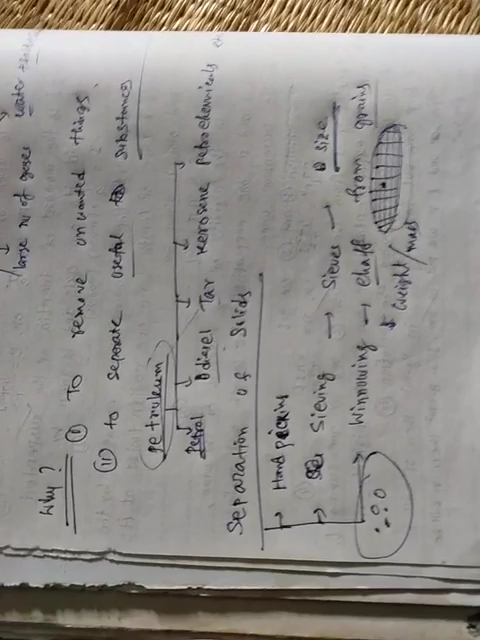 large no of gases water
Why?
(i) To remove unwanted things
(ii) to separate useful substances
petroleum
Petrol diesel Tar kerosine petrochemicals
Separation of Solids
→ Hand picking
→ Sieving → Sieves → size
→ Winnowing → chaff from grains
↓ weight/mass